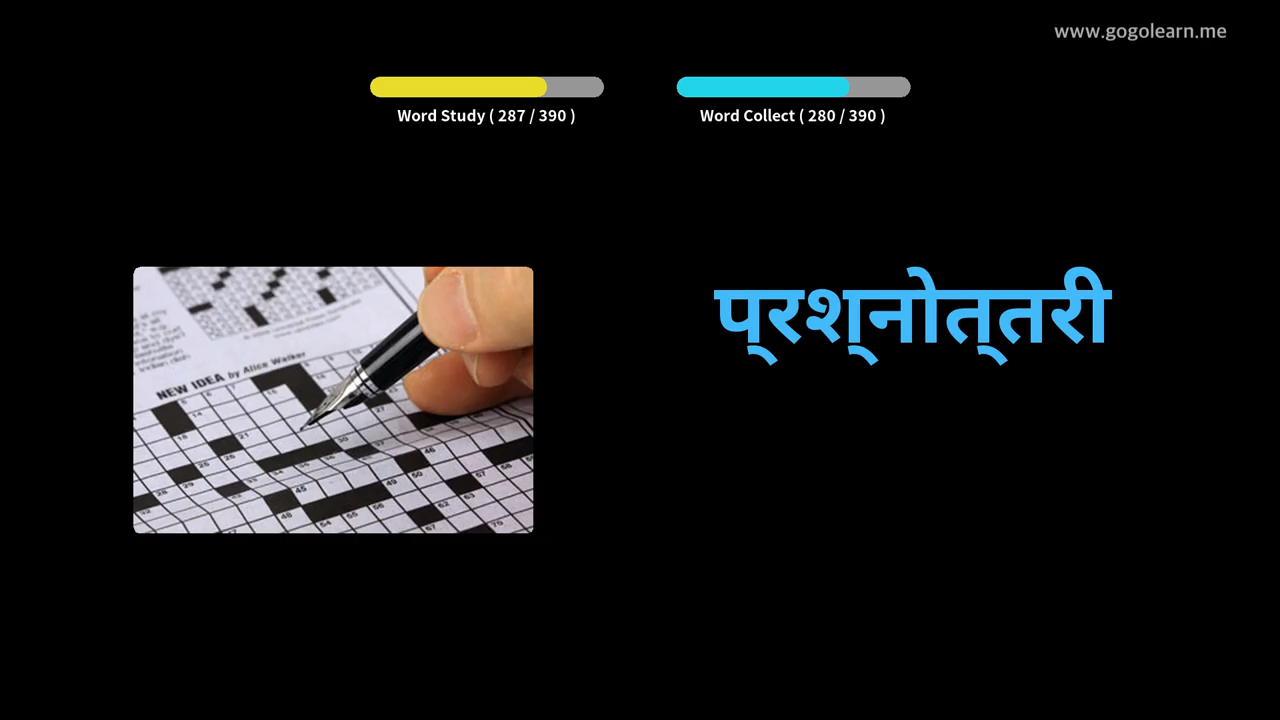 www.gogolearn.me
Word Study ( 287 / 390 )
Word Collect ( 280 / 390 )
प्रश्नोत्तरी
NEW IDEA by Alice Walker